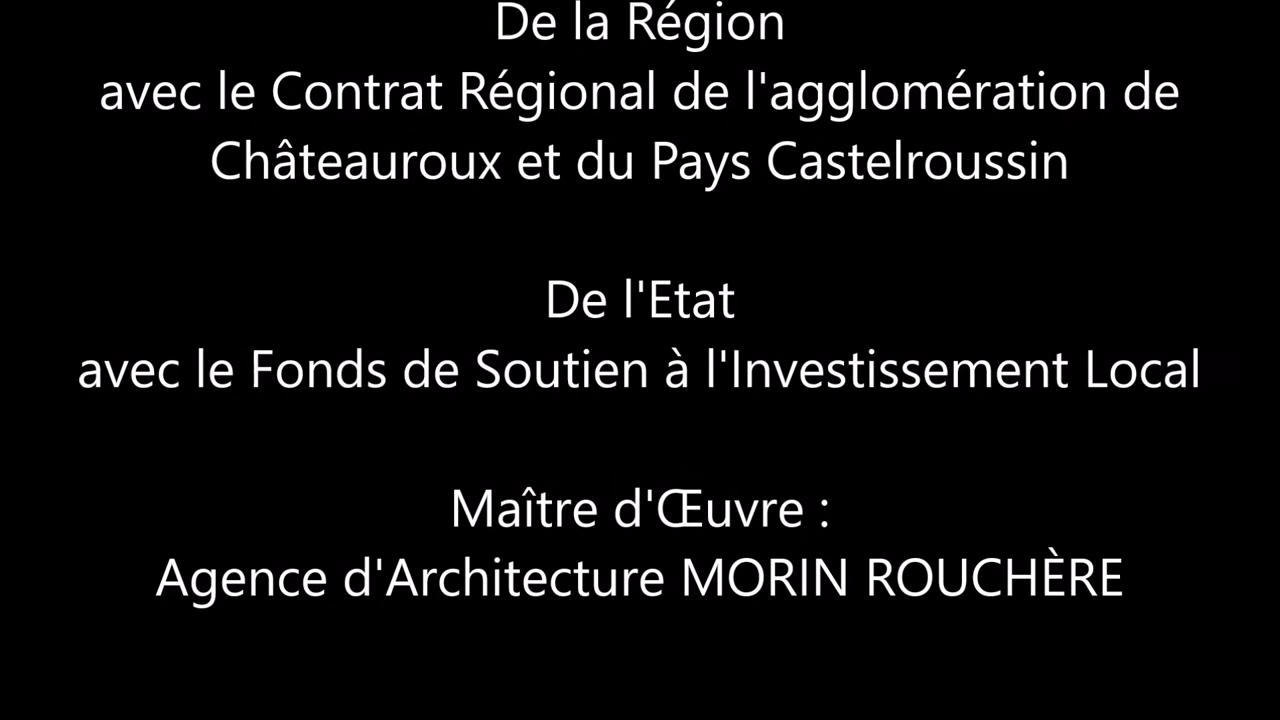 De la Région
avec le Contrat Régional de l'agglomération de
Châteauroux et du Pays Castelroussin
De l'Etat
avec le Fonds de Soutien à l'Investissement Local
Maître d'Œuvre :
Agence d'Architecture MORIN ROUCHÈRE